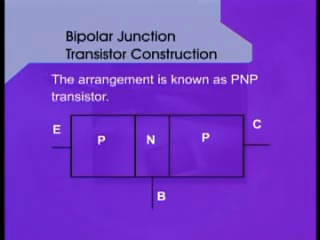 Bipolar Junction
Transistor Construction
The arrangement is known as PNP
transistor.
E
P
N
P
C
B